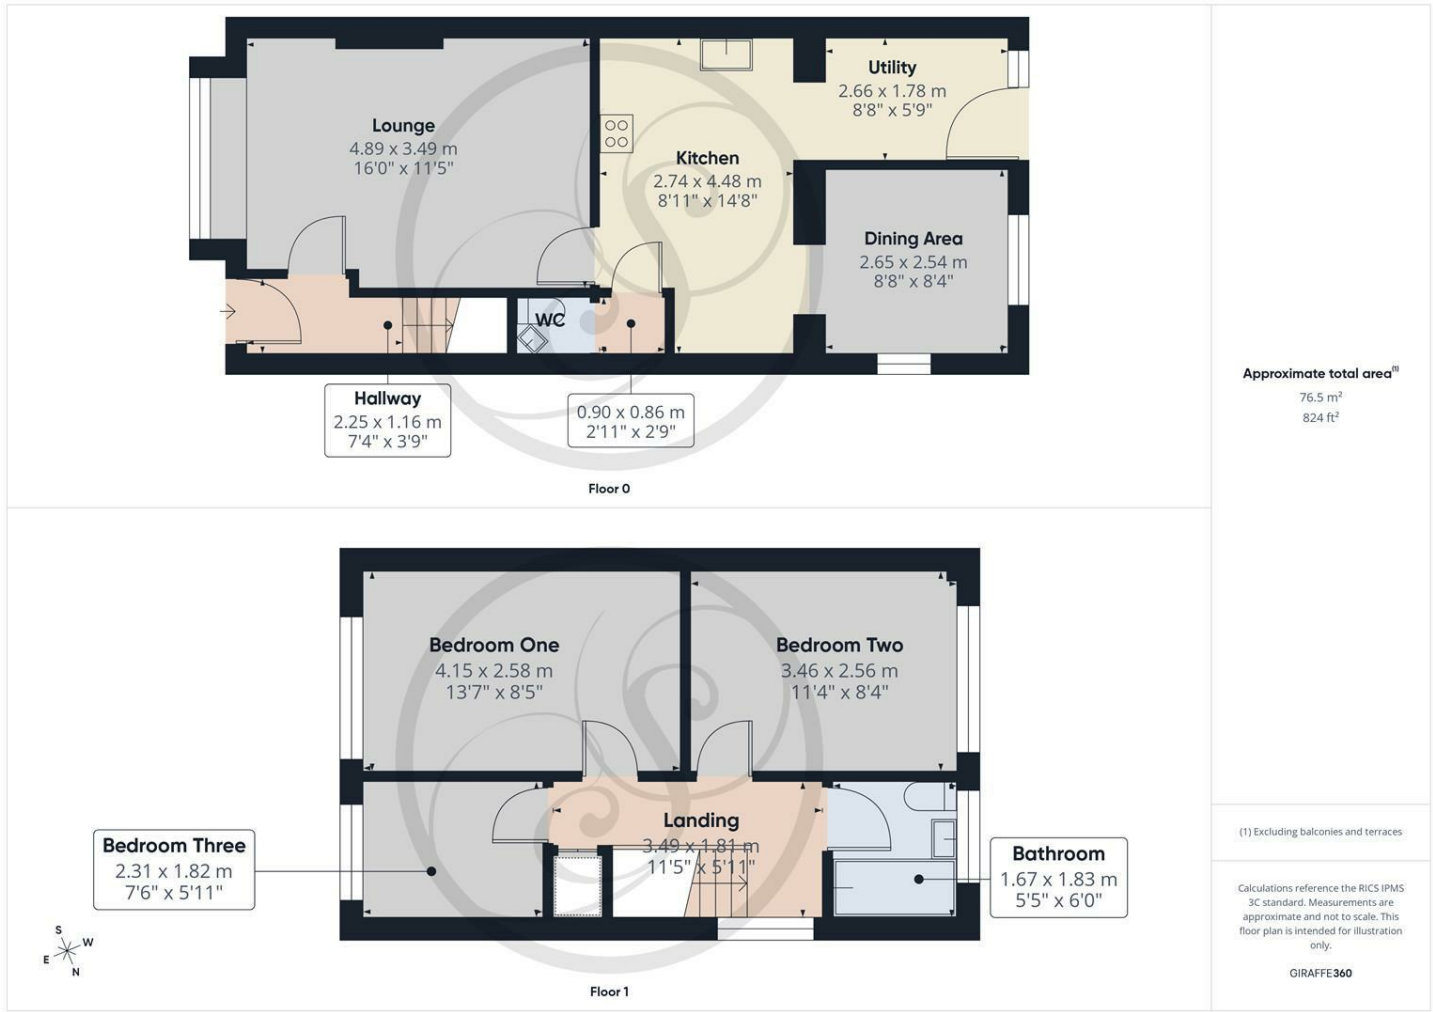 Lounge
4.89 x 3.49 m
16'0" x 11'5"
Kitchen
2.74 x 4.48 m
8'11" x 14'8"
Utility
2.66 x 1.78 m
8'8" x 5'9"
Dining Area
2.65 x 2.54 m
8'8" x 8'4"
WC
Hallway
2.25 x 1.16 m
7'4" x 3'9"
0.90 x 0.86 m
2'11" x 2'9"
Floor 0
Bedroom One
4.15 x 2.58 m
13'7" x 8'5"
Bedroom Two
3.46 x 2.56 m
11'4" x 8'4"
Landing
3.49 x 1.81 m
11'5" x 5'11"
Bedroom Three
2.31 x 1.82 m
7'6" x 5'11"
Bathroom
1.67 x 1.83 m
5'5" x 6'0"
S
W
E
N
Floor 1
Approximate total area(1)
76.5 m²
824 ft²
(1) Excluding balconies and terraces
Calculations reference the RICS IPMS
3C standard. Measurements are
approximate and not to scale. This
floor plan is intended for illustration
only.
GIRAFFE360